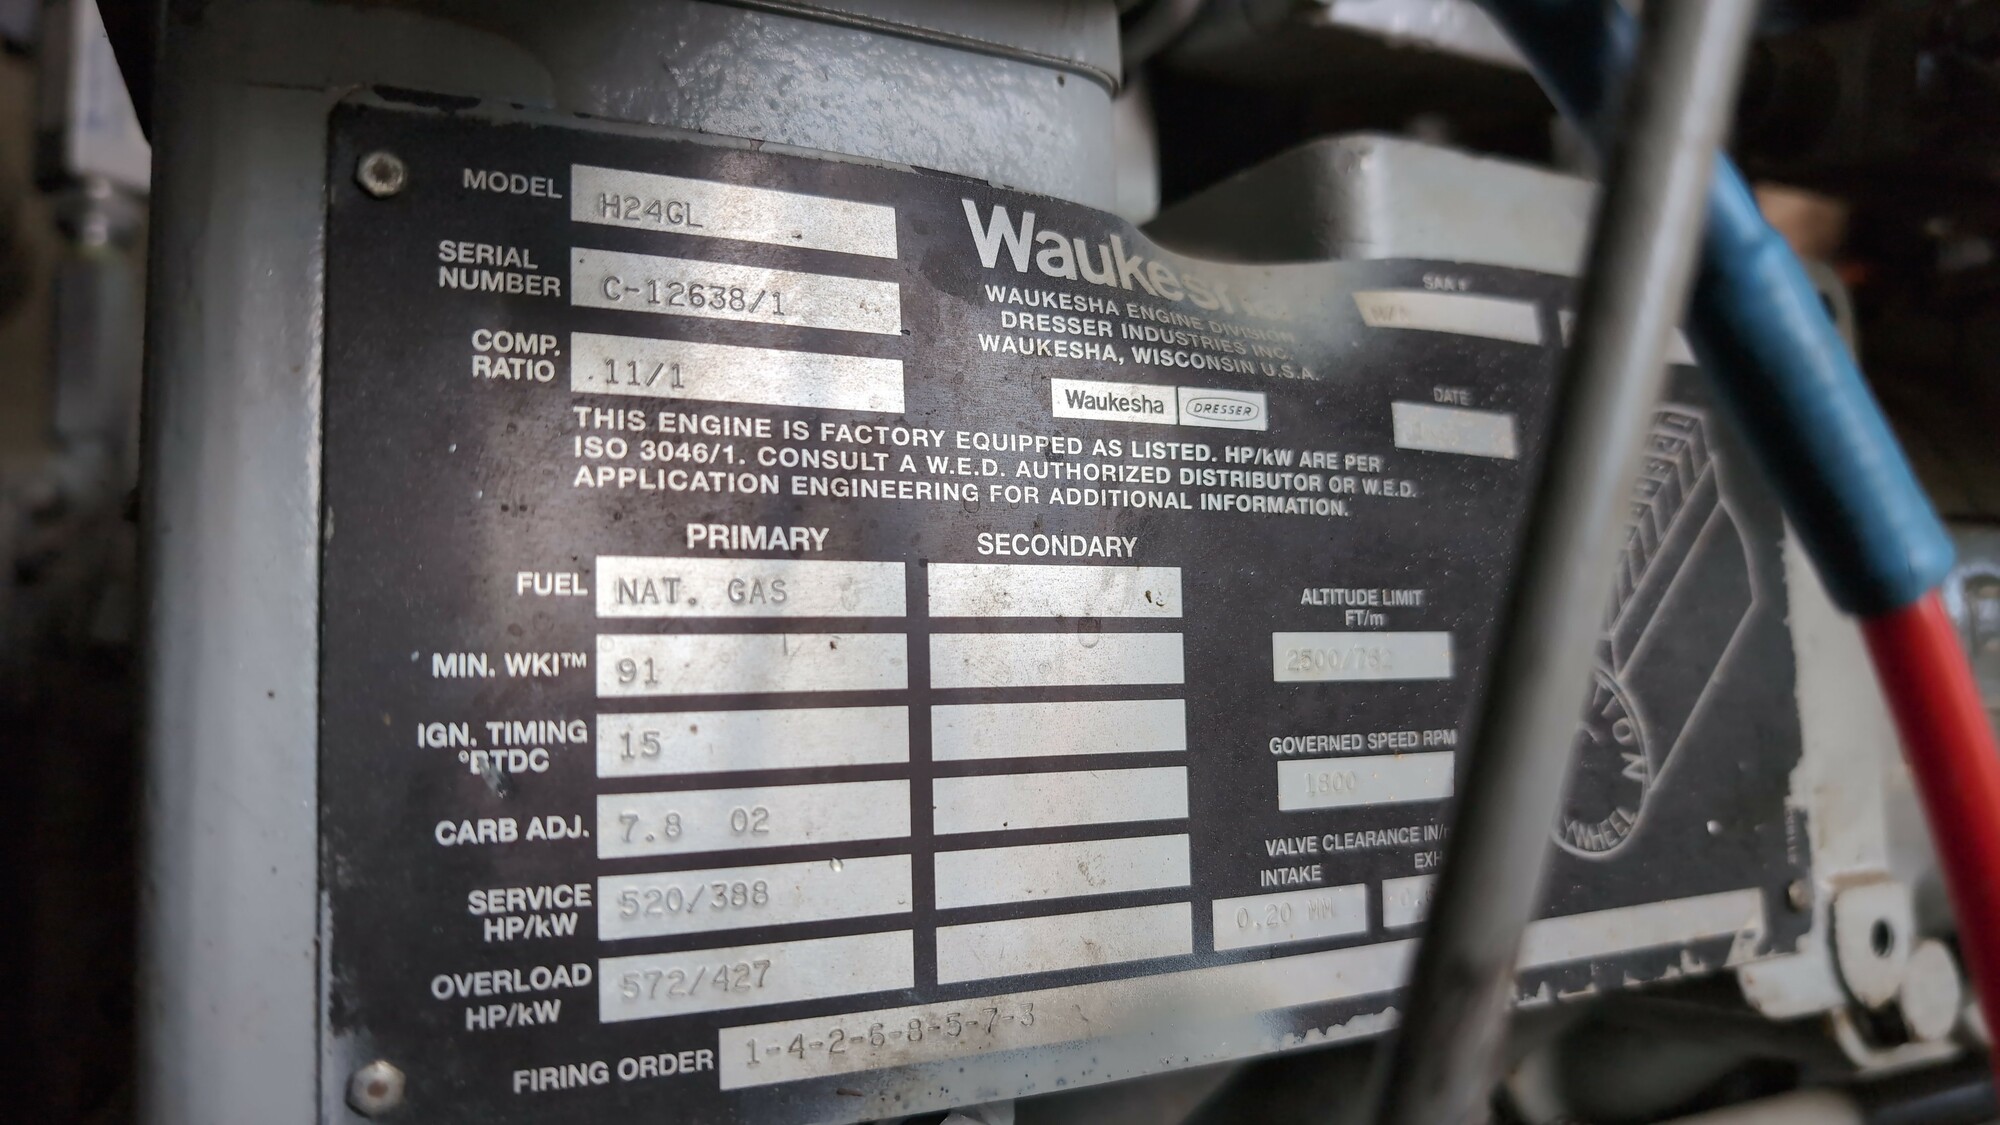 MODEL H24GL
SERIAL NUMBER C-12638/1
COMP. RATIO 11/1
Waukesha
WAUKESHA ENGINE DIVISION
DRESSER INDUSTRIES INC.
WAUKESHA, WISCONSIN U.S.A.
Waukesha DRESSER
DATE
THIS ENGINE IS FACTORY EQUIPPED AS LISTED. HP/kW ARE PER
ISO 3046/1. CONSULT A W.E.D. AUTHORIZED DISTRIBUTOR OR W.E.D.
APPLICATION ENGINEERING FOR ADDITIONAL INFORMATION.
PRIMARY SECONDARY
FUEL NAT. GAS
MIN. WKI™ 91
IGN. TIMING °BTDC 15
CARB ADJ. 7.8 02
SERVICE HP/kW 520/388
OVERLOAD HP/kW 572/427
FIRING ORDER 1-4-2-6-8-5-7-3
ALTITUDE LIMIT
FT/m
2500/762
GOVERNED SPEED RPM
1800
VALVE CLEARANCE
INTAKE
0.20 MM